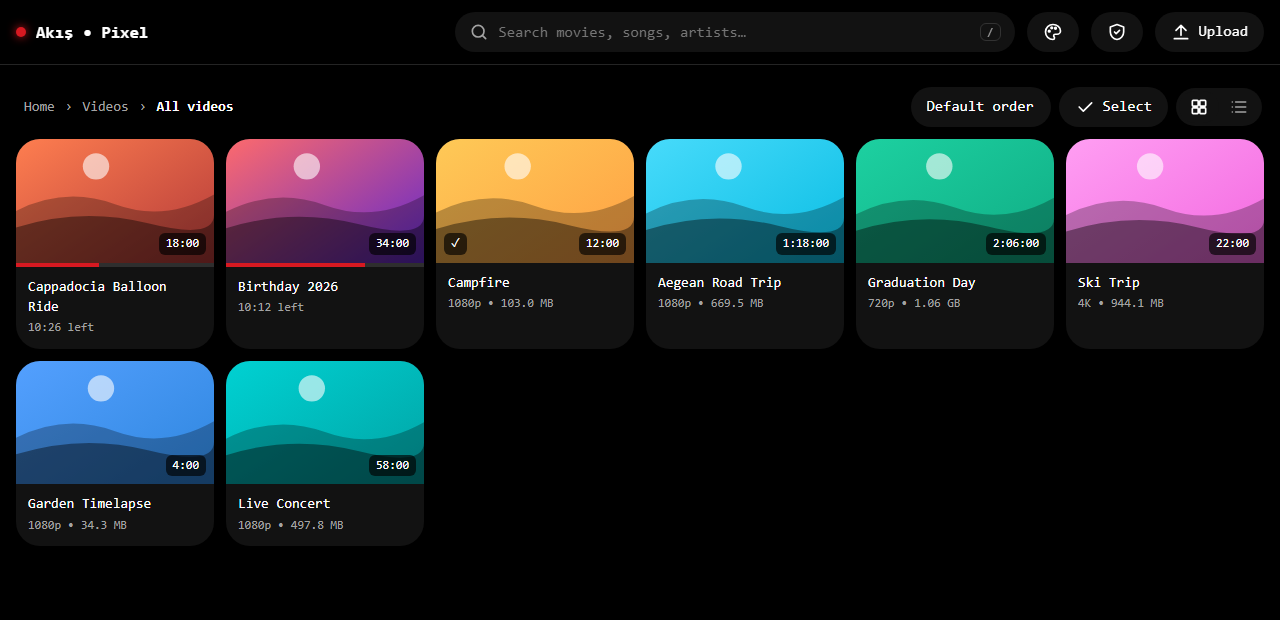 Akış • Pixel
Search movies, songs, artists…
/
Upload
Home › Videos › All videos
Default order
Select
18:00
34:00
✓
12:00
1:18:00
2:06:00
22:00
Cappadocia Balloon Ride
10:26 left
Birthday 2026
10:12 left
Campfire
1080p • 103.0 MB
Aegean Road Trip
1080p • 669.5 MB
Graduation Day
720p • 1.06 GB
Ski Trip
4K • 944.1 MB
4:00
58:00
Garden Timelapse
1080p • 34.3 MB
Live Concert
1080p • 497.8 MB